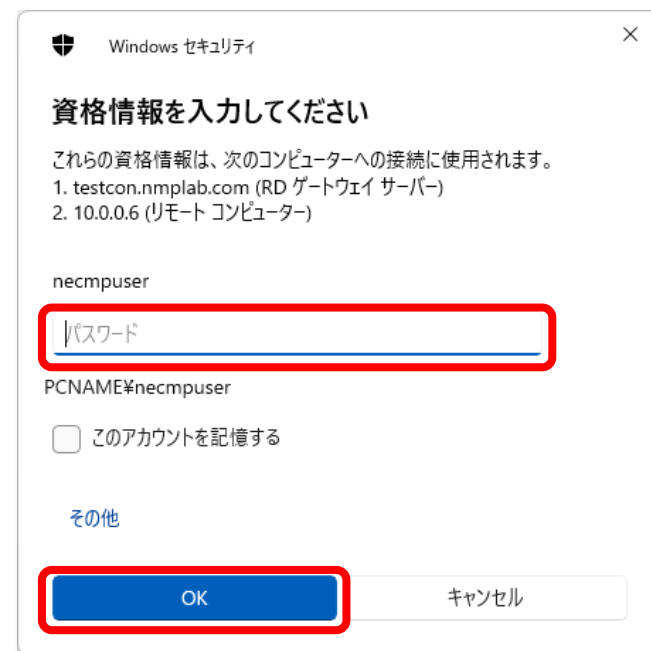 Windows セキュリティ
資格情報を入力してください
これらの資格情報は、次のコンピューターへの接続に使用されます。
1. testcon.nmplab.com (RD ゲートウェイ サーバー)
2. 10.0.0.6 (リモート コンピューター)
necmpuser
パスワード
PCNAME¥necmpuser
このアカウントを記憶する
その他
OK
キャンセル